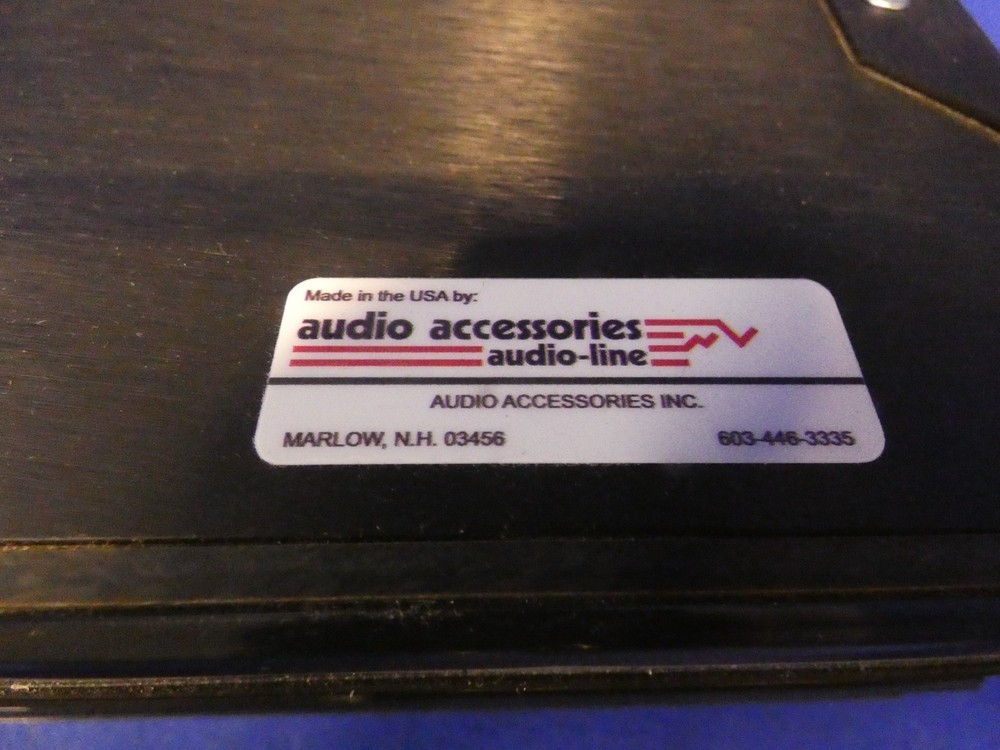 Made in the USA by:
audio accessories
audio-line
AUDIO ACCESSORIES INC.
MARLOW, N.H. 03456 603-446-3335